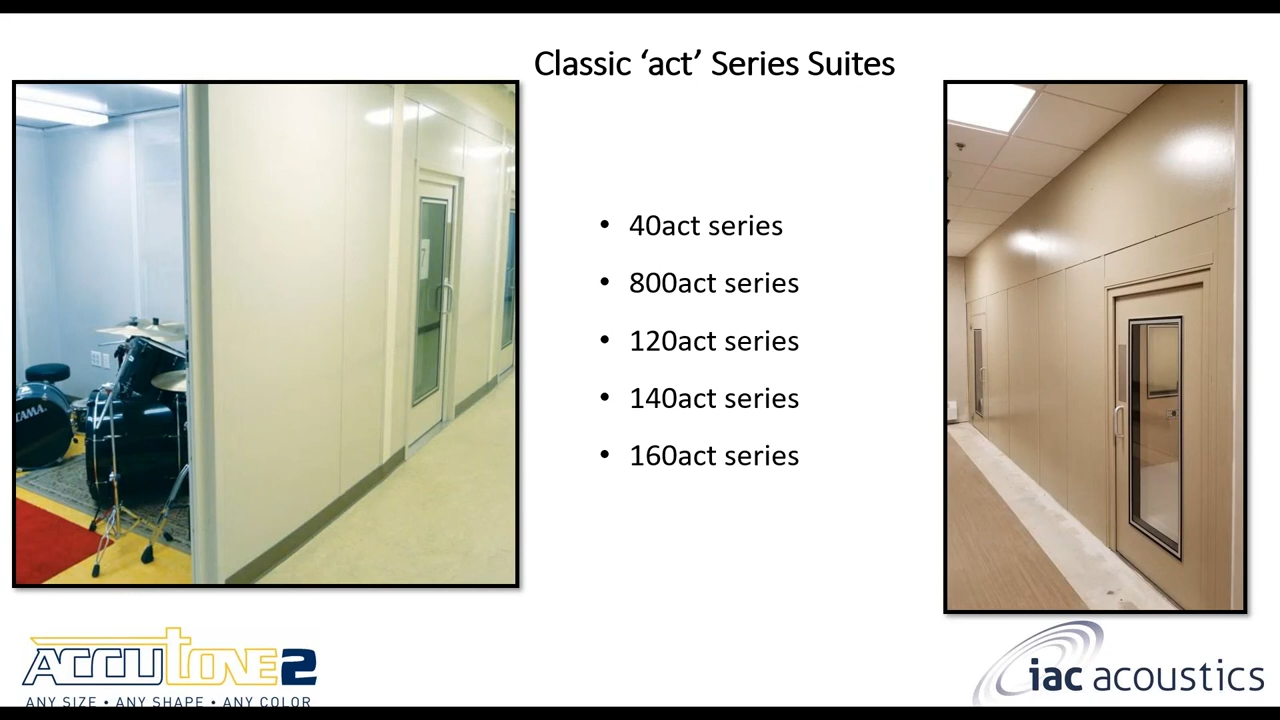 Classic ‘act’ Series Suites
• 40act series
• 800act series
• 120act series
• 140act series
• 160act series
TAMA.
ACCUTONE2
ANY SIZE • ANY SHAPE • ANY COLOR
iac acoustics